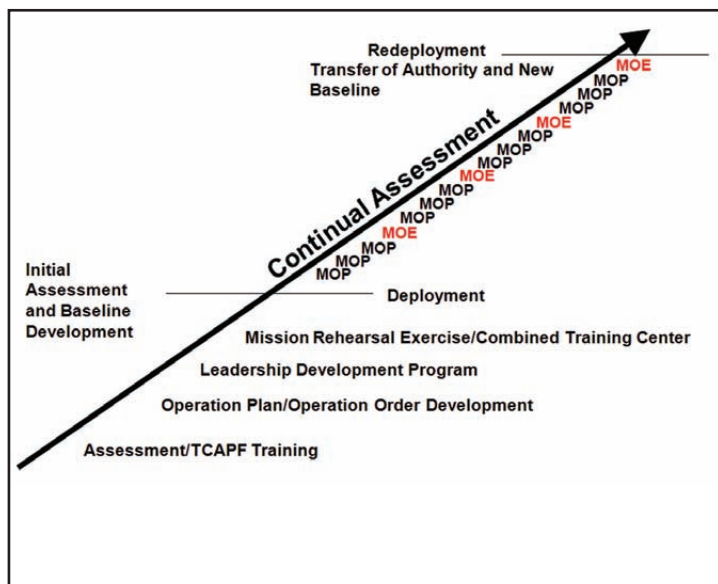 Redeployment
Transfer of Authority and New
Baseline
MOE
MOP
MOP
MOP
MOE
MOP
MOP
MOP
MOE
MOP
MOP
MOP
MOE
MOP
MOP
MOP
Continual Assessment
Initial
Assessment
and Baseline
Development
Deployment
Mission Rehearsal Exercise/Combined Training Center
Leadership Development Program
Operation Plan/Operation Order Development
Assessment/TCAPF Training